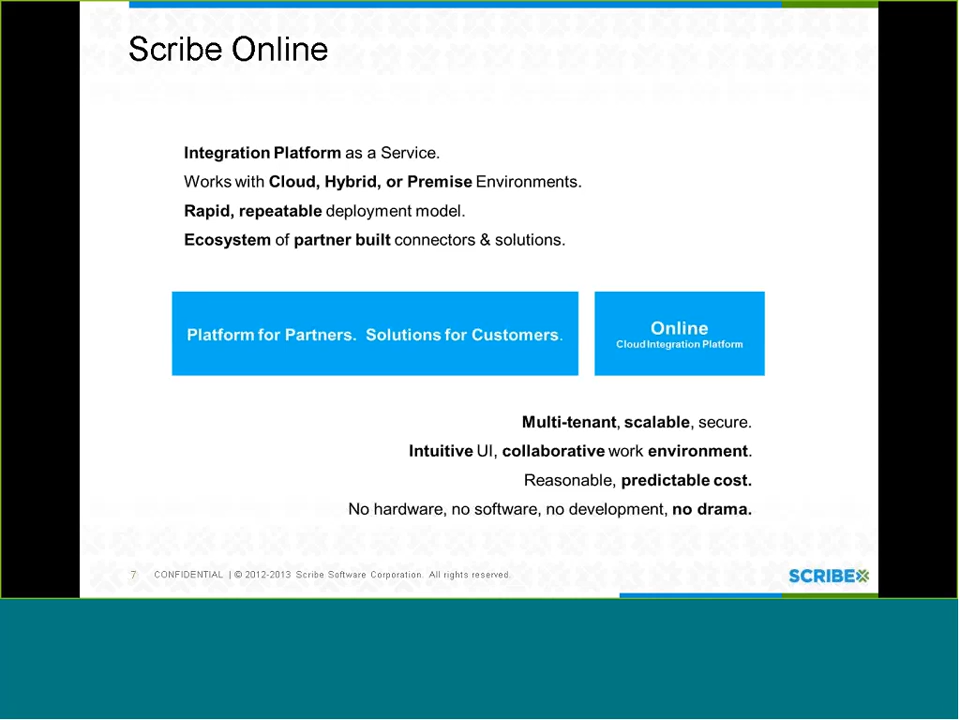 Scribe Online
Integration Platform as a Service.
Works with Cloud, Hybrid, or Premise Environments.
Rapid, repeatable deployment model.
Ecosystem of partner built connectors & solutions.
Platform for Partners. Solutions for Customers.
Online
Cloud Integration Platform
Multi-tenant, scalable, secure.
Intuitive UI, collaborative work environment.
Reasonable, predictable cost.
No hardware, no software, no development, no drama.
7 CONFIDENTIAL | © 2012-2013 Scribe Software Corporation. All rights reserved.
SCRIBE